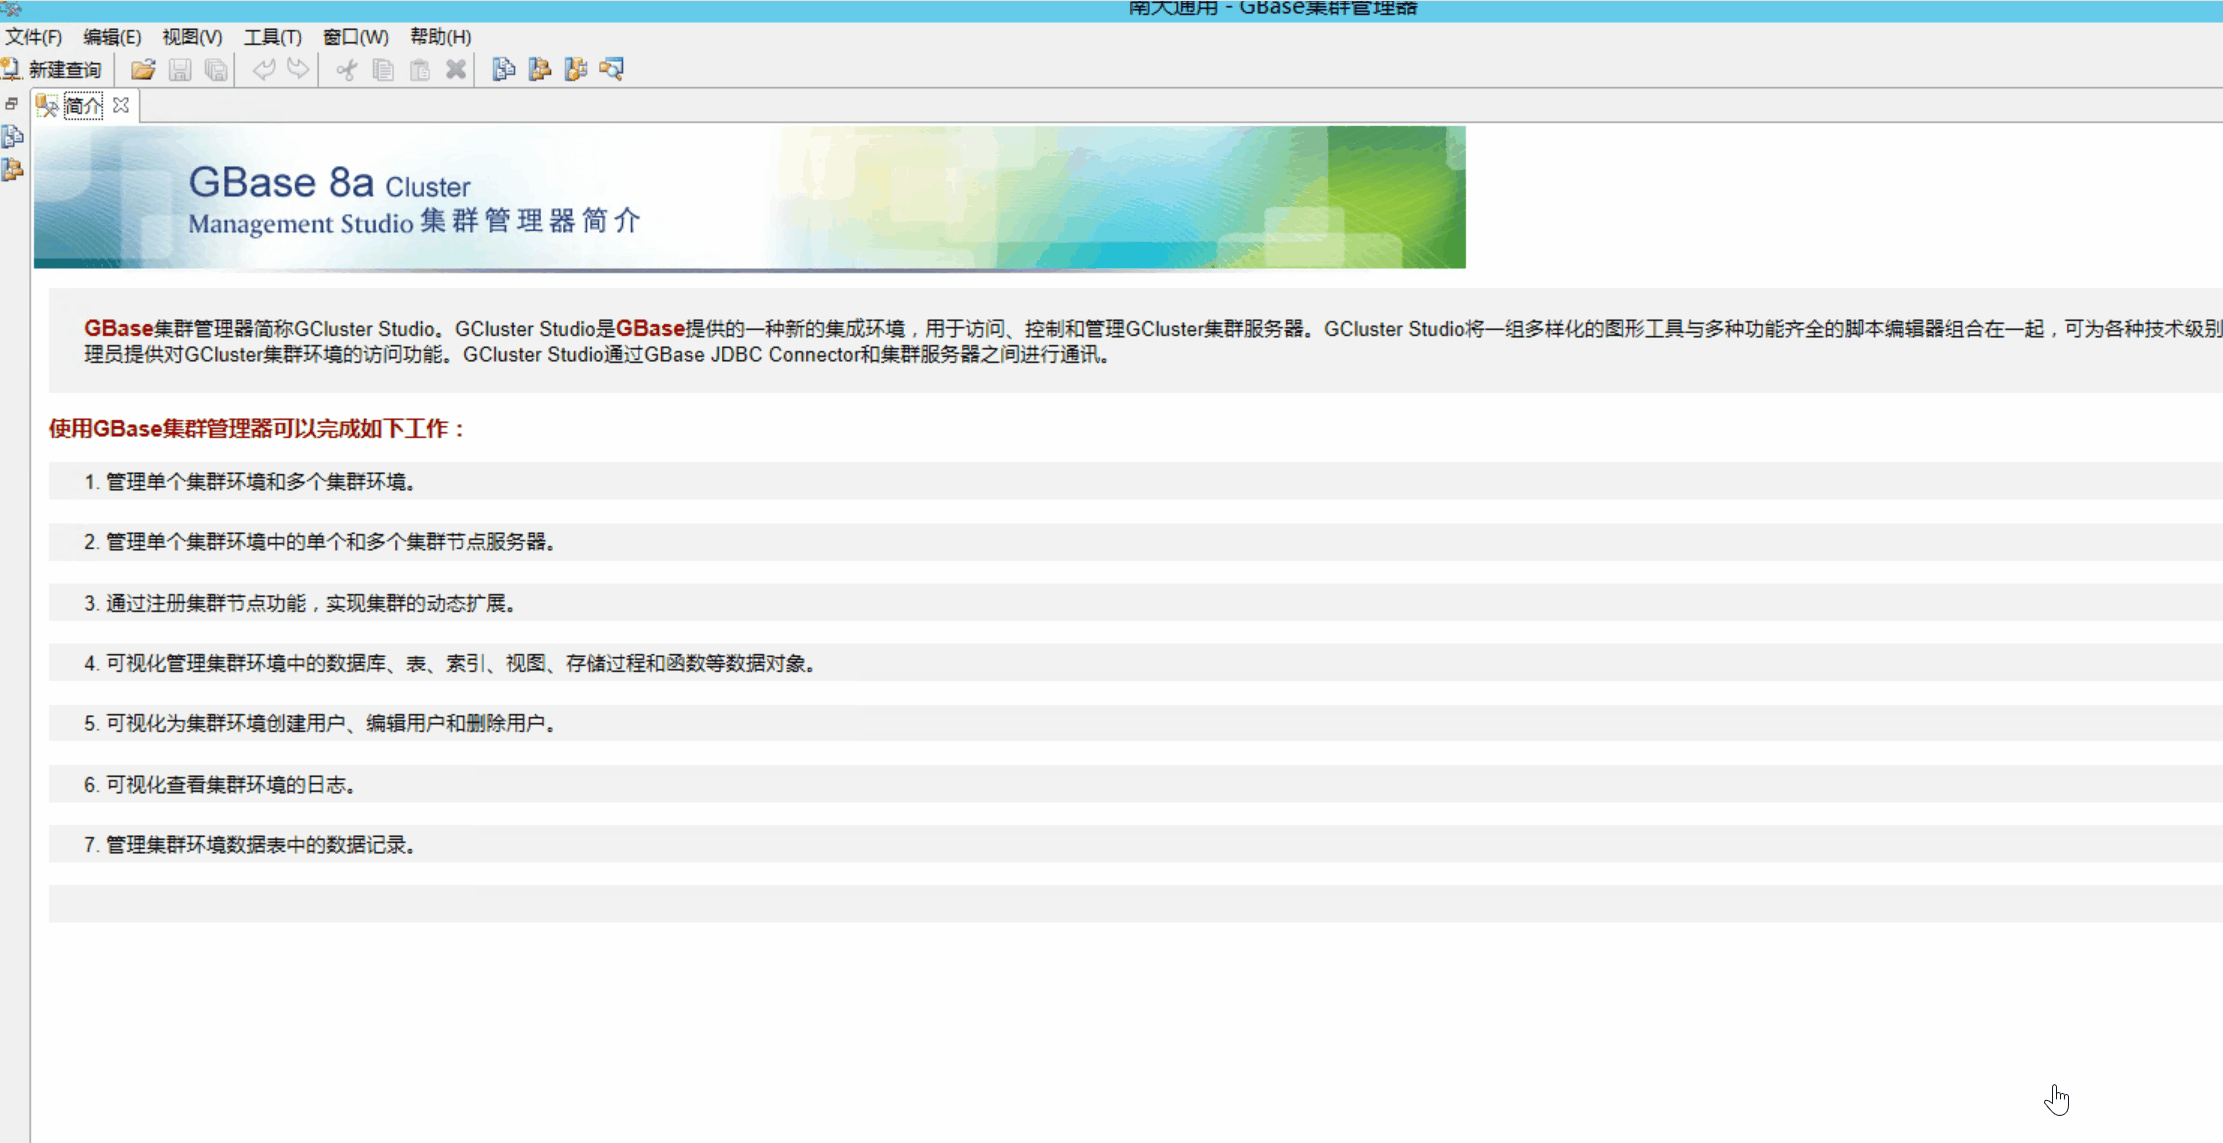 南大通用 - GBase集群管理器
文件(F) 编辑(E) 视图(V) 工具(T) 窗口(W) 帮助(H)
新建查询
简介
GBase 8a Cluster
Management Studio 集群管理器简介
GBase集群管理器简称GCluster Studio。GCluster Studio是GBase提供的一种新的集成环境，用于访问、控制和管理GCluster集群服务器。GCluster Studio将一组多样化的图形工具与多种功能齐全的脚本编辑器组合在一起，可为各种技术级别
理员提供对GCluster集群环境的访问功能。GCluster Studio通过GBase JDBC Connector和集群服务器之间进行通讯。
使用GBase集群管理器可以完成如下工作：
1. 管理单个集群环境和多个集群环境。
2. 管理单个集群环境中的单个和多个集群节点服务器。
3. 通过注册集群节点功能，实现集群的动态扩展。
4. 可视化管理集群环境中的数据库、表、索引、视图、存储过程和函数等数据对象。
5. 可视化为集群环境创建用户、编辑用户和删除用户。
6. 可视化查看集群环境的日志。
7. 管理集群环境数据表中的数据记录。